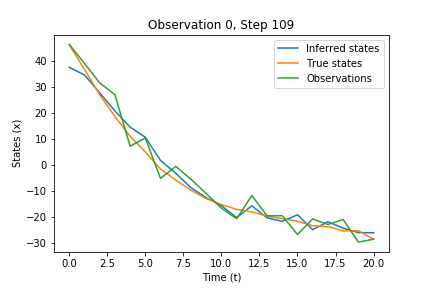 Observation 0, Step 109
Inferred states
True states
Observations
States (x)
40
30
20
10
0
−10
−20
−30
0.0 2.5 5.0 7.5 10.0 12.5 15.0 17.5 20.0
Time (t)